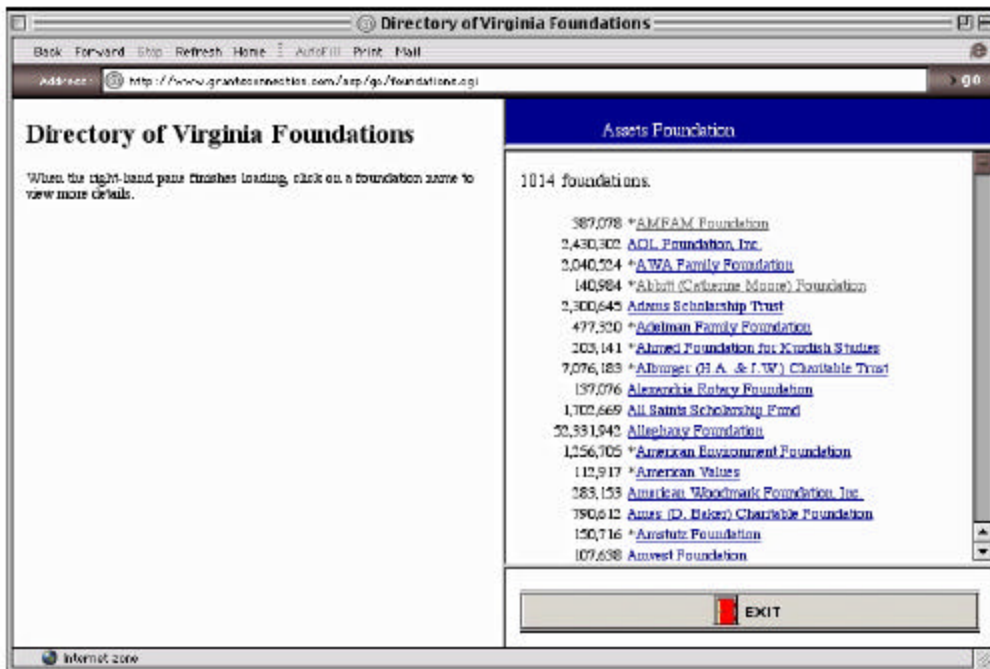 Directory of Virginia Foundations
Back Forward Stop Refresh Home AutoFill Print Mail
Address: http://www.grantconnection.com/asp/go/foundations.cgi go
Directory of Virginia Foundations
When the right-hand pane finishes loading, click on a foundation name to
view more details.
Assets Foundation
1014 foundations.
387,078 *AMFAM Foundation
2,430,302 AOL Foundation, Inc.
2,040,524 *AWA Family Foundation
140,984 *Abbitt (Catherine Moore) Foundation
2,300,645 Adams Scholarship Trust
477,320 *Adelman Family Foundation
203,141 *Ahmed Foundation for Kurdish Studies
7,076,183 *Alburger (H.A. & I.W.) Charitable Trust
137,076 Alexandria Rotary Foundation
1,702,669 All Saints Scholarship Fund
52,331,942 Alleghany Foundation
1,256,705 *American Environment Foundation
112,917 *American Values
283,153 American Woodmark Foundation, Inc.
790,612 Ames (D. Baker) Charitable Foundation
150,716 *Amstutz Foundation
107,638 Amvest Foundation
EXIT
Internet zone